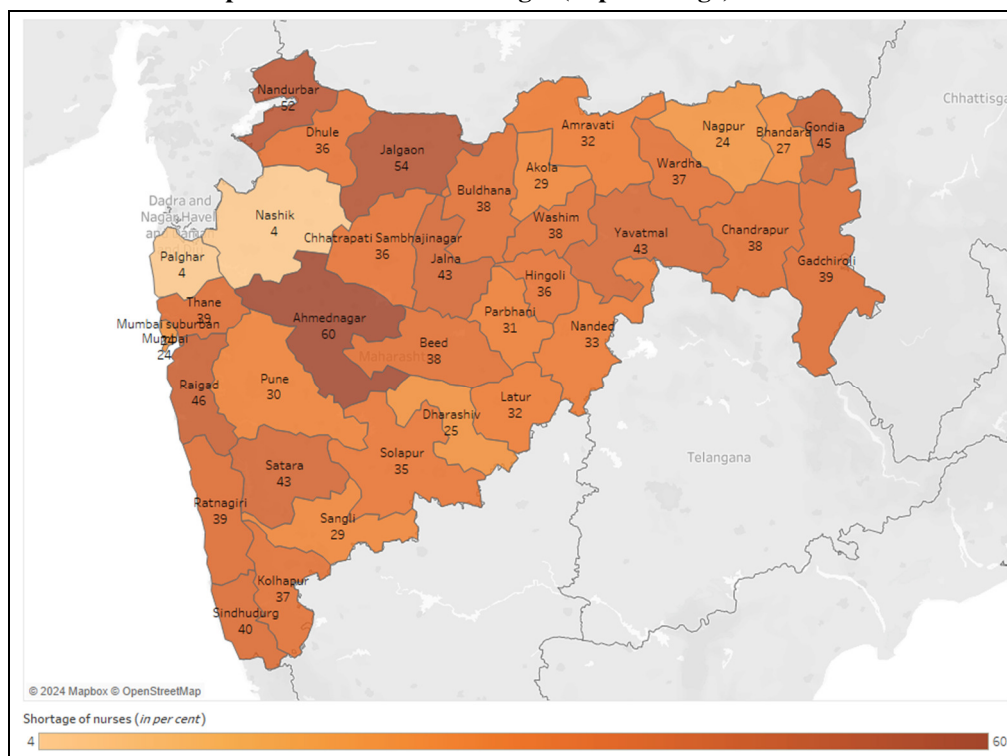 Nandurbar
52
Dhule
36
Jalgaon
54
Amravati
32
Nagpur
24
Bhandara
27
Gondia
45
Chhattisga
Akola
29
Wardha
37
Buldhana
38
Dadra and
Nagar Havel
Nashik
4
Chhatrapati Sambhajinagar
36
Washim
38
Yavatmal
43
Chandrapur
38
Palghar
4
Jalna
43
Hingoli
36
Gadchiroli
39
Thane
39
Ahmednagar
60
Parbhani
31
Nanded
33
Mumbai suburban
Mumbai
24
Beed
38
Maharasht
Pune
30
Raigad
46
Latur
32
Dharashiv
25
Solapur
35
Telangana
Satara
43
Ratnagiri
39
Sangli
29
Kolhapur
37
Sindhudurg
40
© 2024 Mapbox © OpenStreetMap
Shortage of nurses (in per cent)
4
60